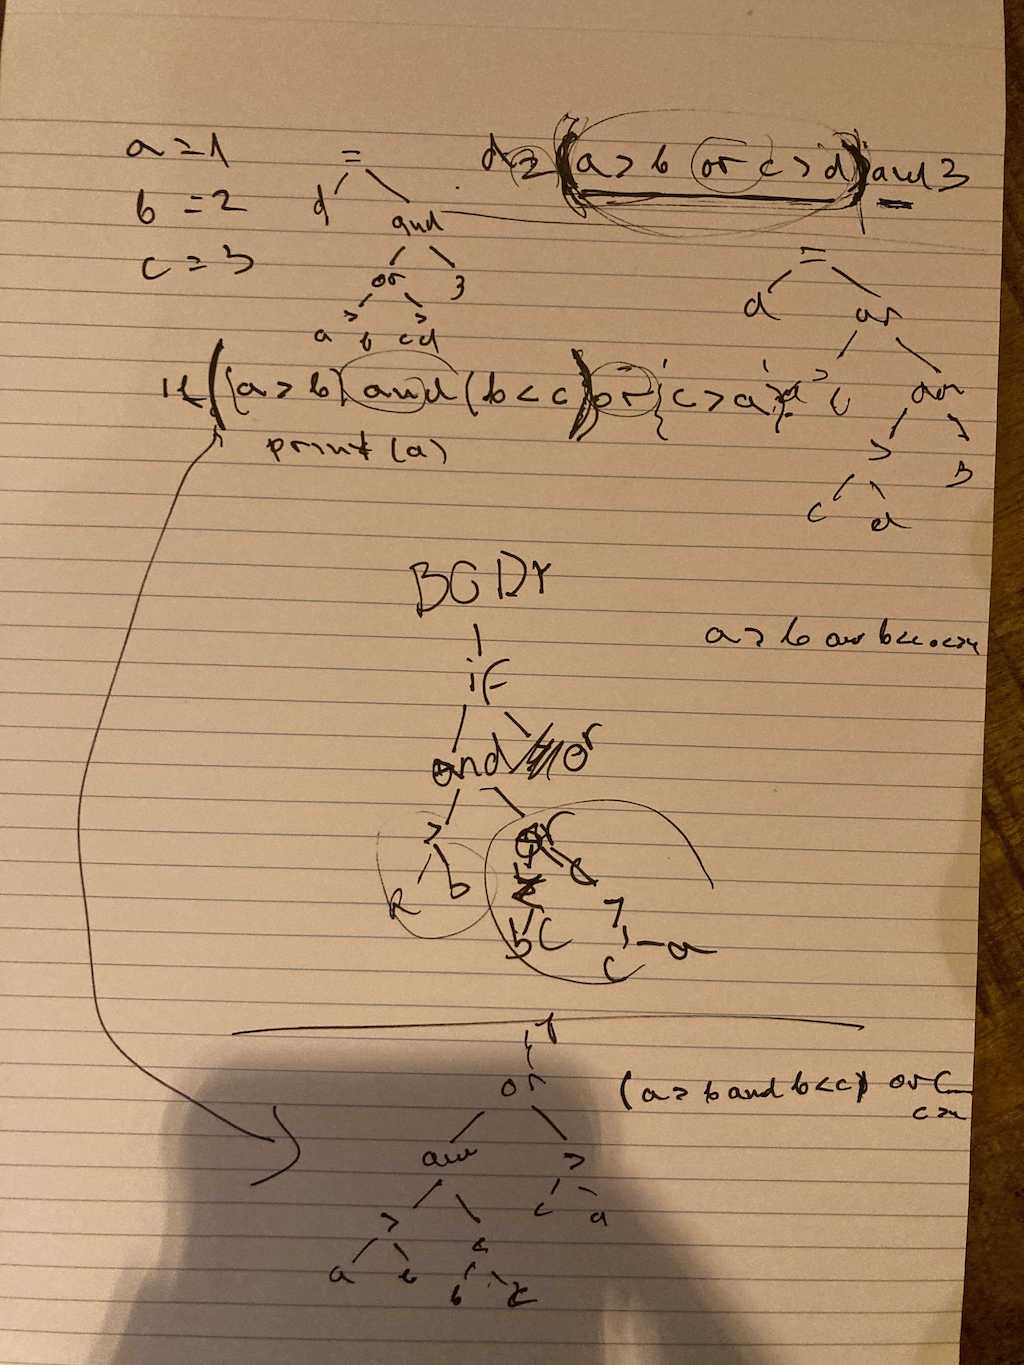 a = 1
b = 2
c = 3
=
d and
or 3
> >
a b c d
d = (a > b or c > d) and 3
=
d or
> and
> 3
c d
if ((a > b) and (b < c)) or (c > a):
print (a)
BODY
if
and or
>
b
or
b c
>
c a
a > b and b < c
if
or
and >
c a
> <
a b b c
(a > b and b < c) or